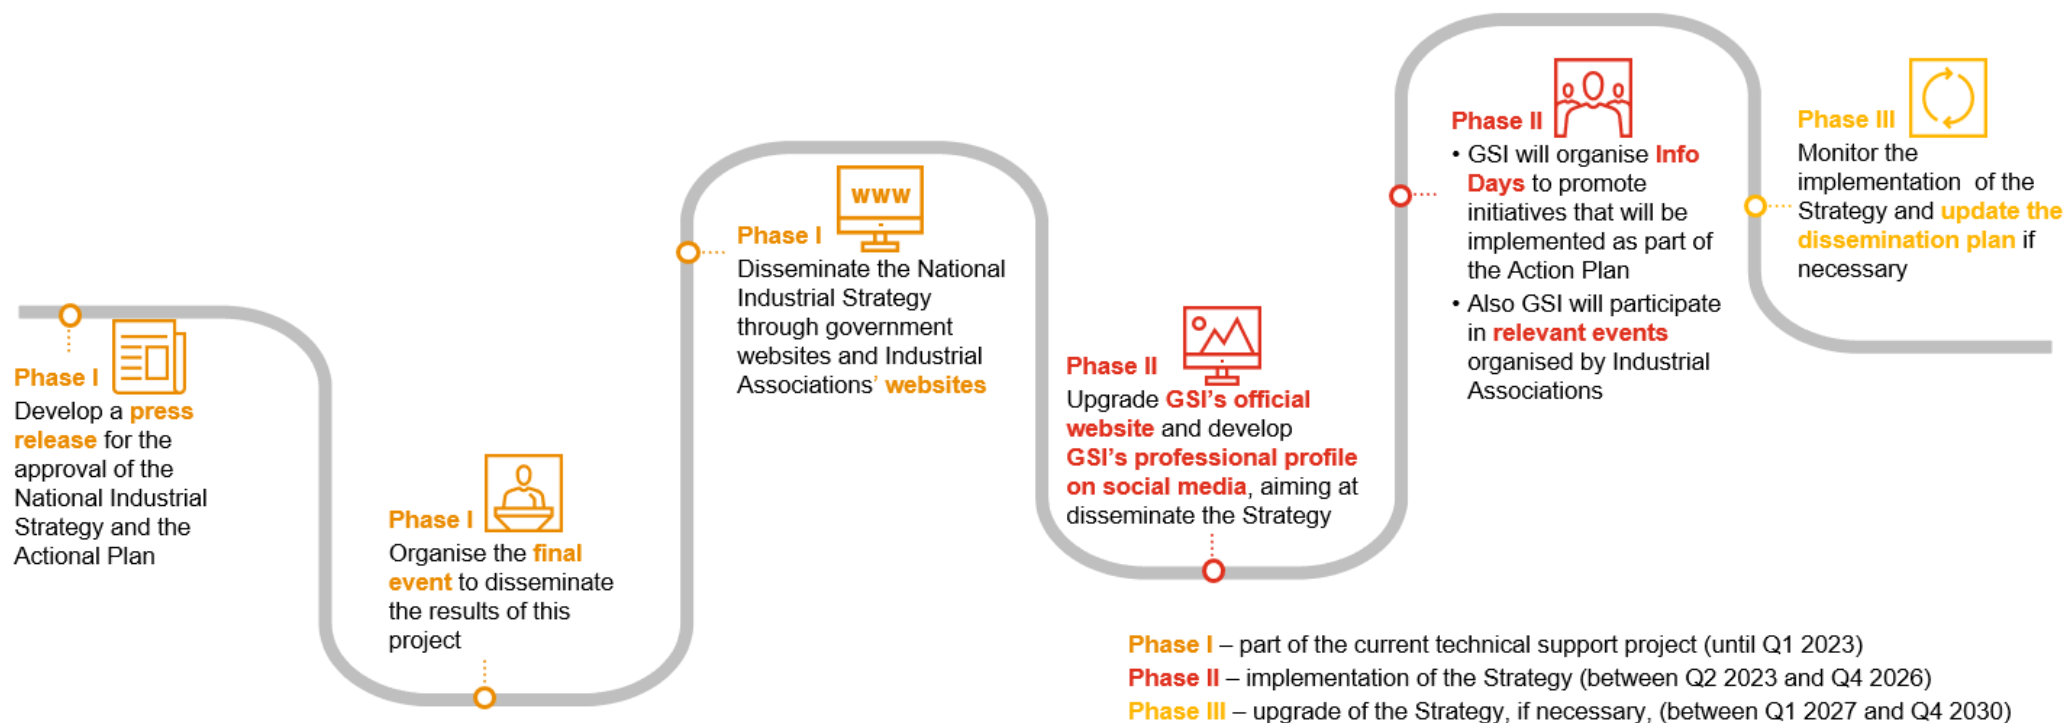 Phase I
Develop a press
release for the
approval of the
National Industrial
Strategy and the
Actional Plan
Phase I
Organise the final
event to disseminate
the results of this
project
www
Phase I
Disseminate the National
Industrial Strategy
through government
websites and Industrial
Associations’ websites
Phase II
Upgrade GSI’s official
website and develop
GSI’s professional profile
on social media, aiming at
disseminate the Strategy
Phase II
• GSI will organise Info
Days to promote
initiatives that will be
implemented as part of
the Action Plan
• Also GSI will participate
in relevant events
organised by Industrial
Associations
Phase III
Monitor the
implementation of the
Strategy and update the
dissemination plan if
necessary
Phase I – part of the current technical support project (until Q1 2023)
Phase II – implementation of the Strategy (between Q2 2023 and Q4 2026)
Phase III – upgrade of the Strategy, if necessary, (between Q1 2027 and Q4 2030)